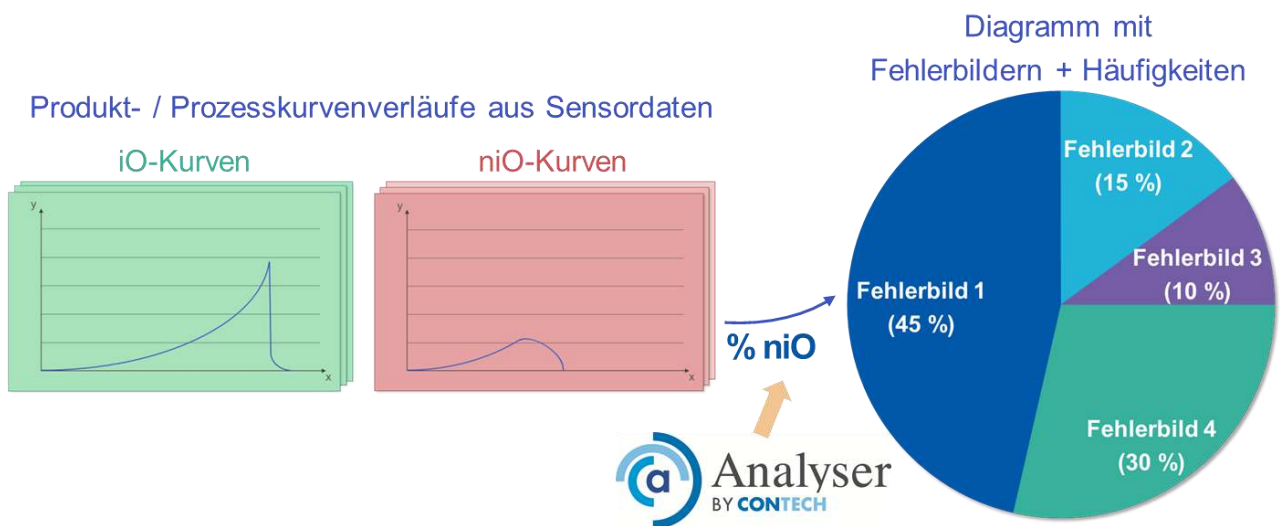 Produkt- / Prozesskurvenverläufe aus Sensordaten
iO-Kurven
y
x
niO-Kurven
y
x
% niO
a
Analyser
BY CONTECH
Diagramm mit
Fehlerbildern + Häufigkeiten
Fehlerbild 1
(45 %)
Fehlerbild 2
(15 %)
Fehlerbild 3
(10 %)
Fehlerbild 4
(30 %)